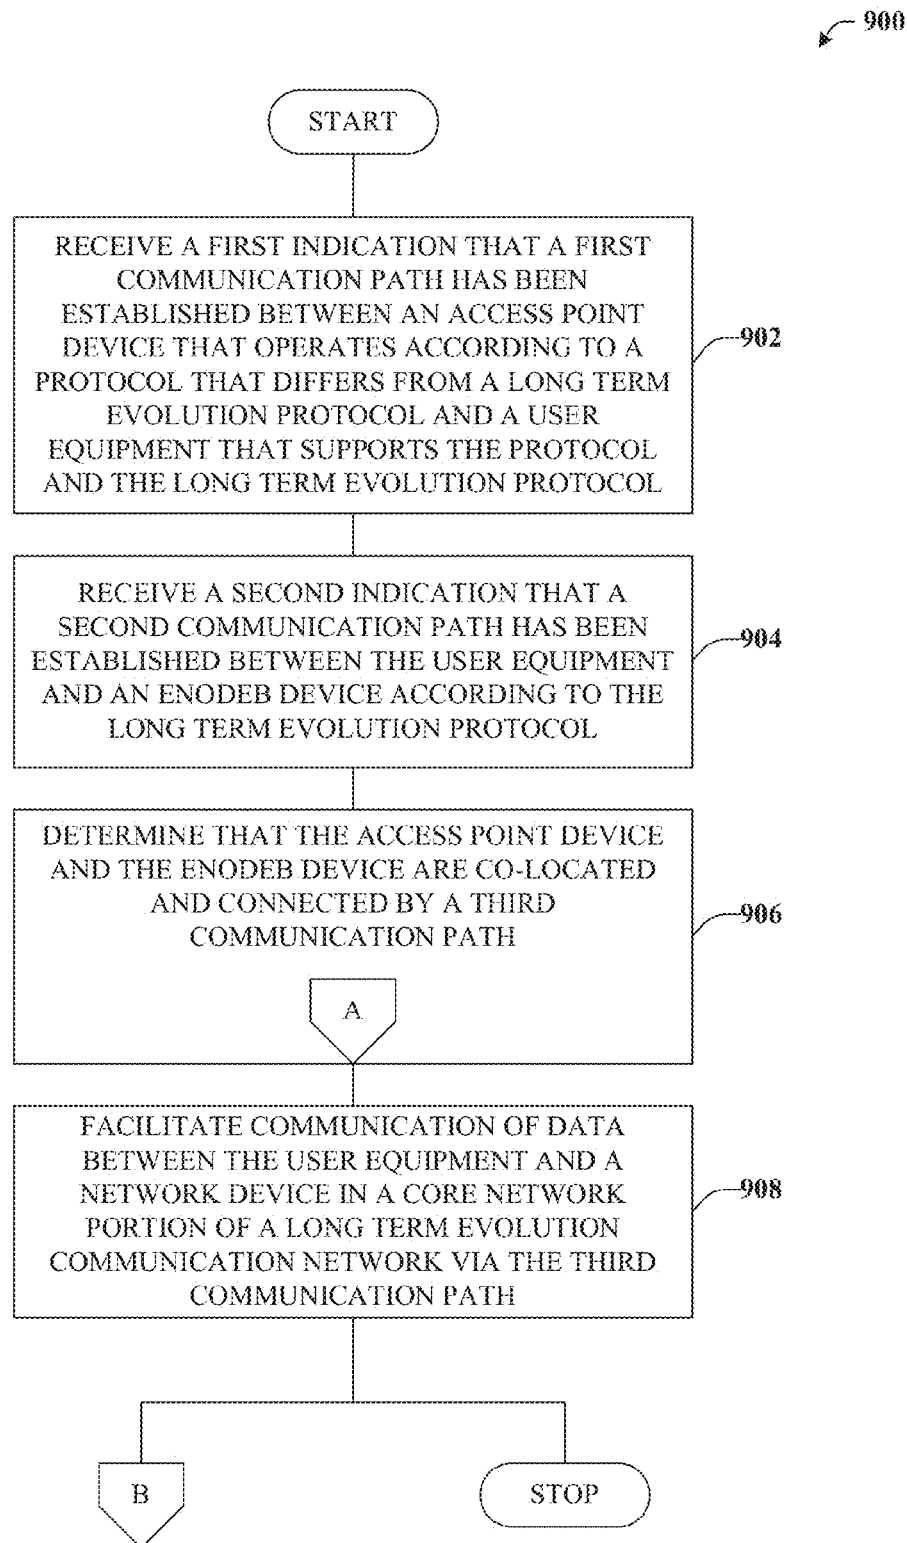 900
START
RECEIVE A FIRST INDICATION THAT A FIRST
COMMUNICATION PATH HAS BEEN
ESTABLISHED BETWEEN AN ACCESS POINT
DEVICE THAT OPERATES ACCORDING TO A
PROTOCOL THAT DIFFERS FROM A LONG TERM
EVOLUTION PROTOCOL AND A USER
EQUIPMENT THAT SUPPORTS THE PROTOCOL
AND THE LONG TERM EVOLUTION PROTOCOL
902
RECEIVE A SECOND INDICATION THAT A
SECOND COMMUNICATION PATH HAS BEEN
ESTABLISHED BETWEEN THE USER EQUIPMENT
AND AN ENODEB DEVICE ACCORDING TO THE
LONG TERM EVOLUTION PROTOCOL
904
DETERMINE THAT THE ACCESS POINT DEVICE
AND THE ENODEB DEVICE ARE CO-LOCATED
AND CONNECTED BY A THIRD
COMMUNICATION PATH
906
A
FACILITATE COMMUNICATION OF DATA
BETWEEN THE USER EQUIPMENT AND A
NETWORK DEVICE IN A CORE NETWORK
PORTION OF A LONG TERM EVOLUTION
COMMUNICATION NETWORK VIA THE THIRD
COMMUNICATION PATH
908
B
STOP